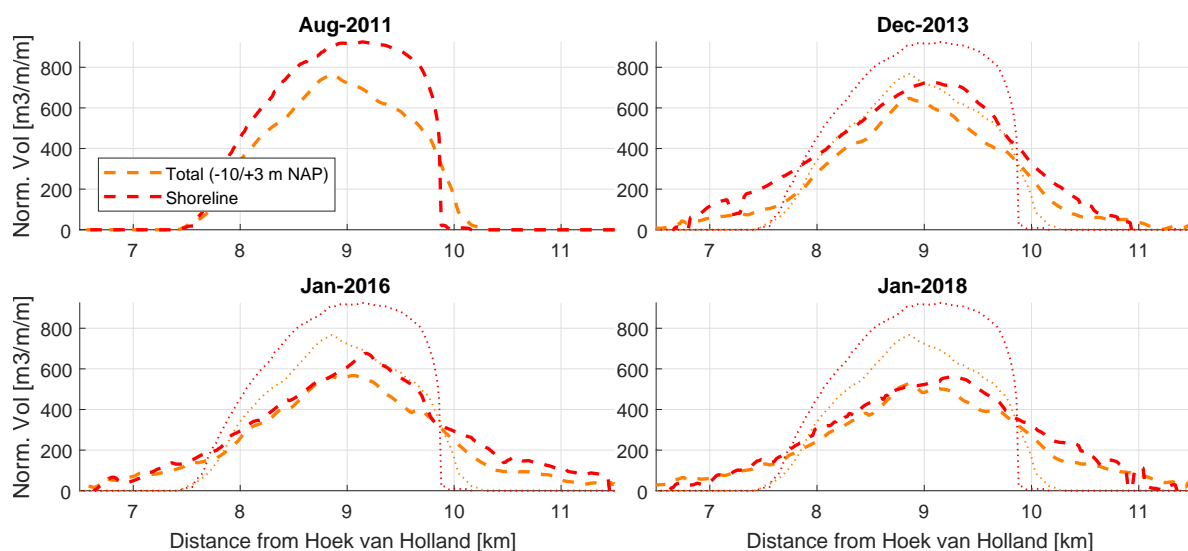 Aug-2011
Norm. Vol [m3/m/m]
800
600
400
200
0
Total (-10/+3 m NAP)
Shoreline
7 8 9 10 11
Dec-2013
800
600
400
200
0
7 8 9 10 11
Jan-2016
Norm. Vol [m3/m/m]
800
600
400
200
0
7 8 9 10 11
Distance from Hoek van Holland [km]
Jan-2018
800
600
400
200
0
7 8 9 10 11
Distance from Hoek van Holland [km]